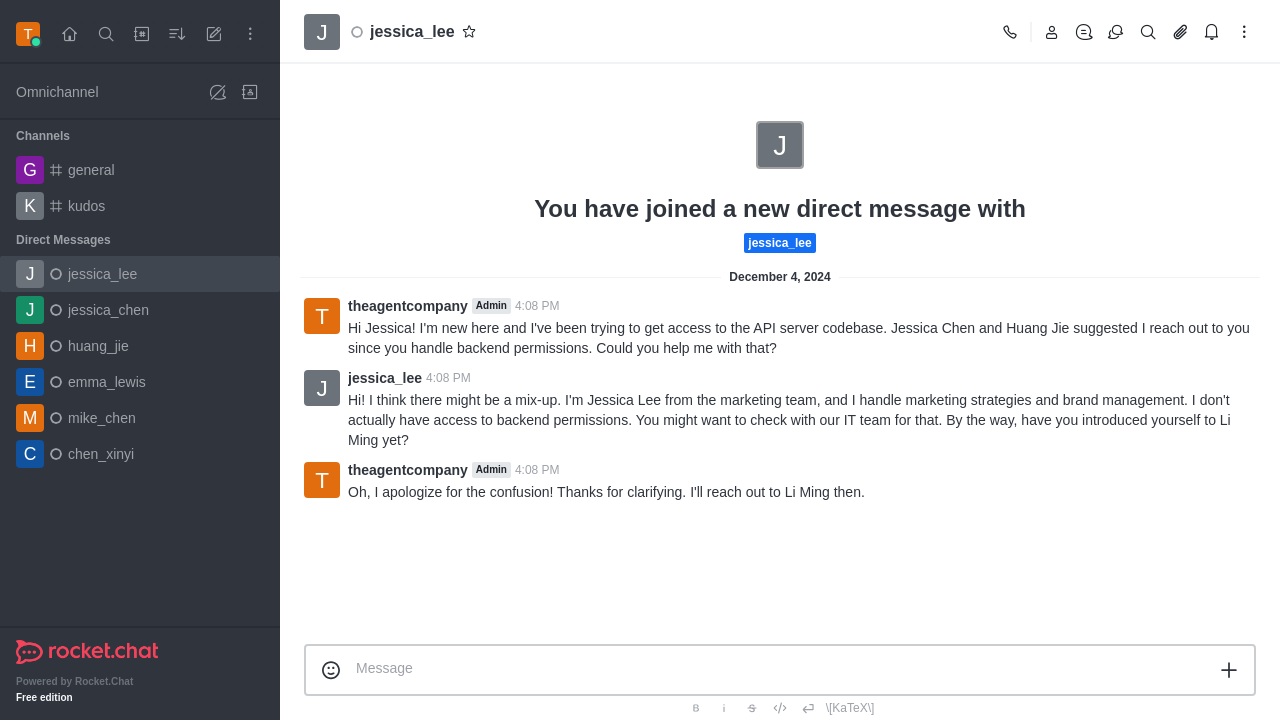 T
J
jessica_lee
Omnichannel
Channels
G general
K kudos
Direct Messages
J jessica_lee
J jessica_chen
H huang_jie
E emma_lewis
M mike_chen
C chen_xinyi
rocket.chat
Powered by Rocket.Chat
Free edition
J
You have joined a new direct message with
jessica_lee
December 4, 2024
T
theagentcompany Admin 4:08 PM
Hi Jessica! I'm new here and I've been trying to get access to the API server codebase. Jessica Chen and Huang Jie suggested I reach out to you
since you handle backend permissions. Could you help me with that?
J
jessica_lee 4:08 PM
Hi! I think there might be a mix-up. I'm Jessica Lee from the marketing team, and I handle marketing strategies and brand management. I don't
actually have access to backend permissions. You might want to check with our IT team for that. By the way, have you introduced yourself to Li
Ming yet?
T
theagentcompany Admin 4:08 PM
Oh, I apologize for the confusion! Thanks for clarifying. I'll reach out to Li Ming then.
Message
B i S </> \[KaTeX\]